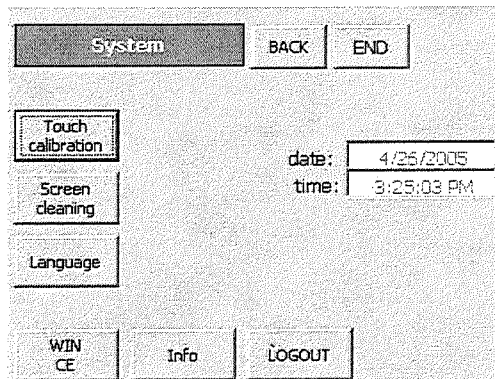 System BACK END
Touch
calibration
date: 4/26/2005
time: 3:25:03 PM
Screen
cleaning
Language
WIN
CE
Info
LOGOUT